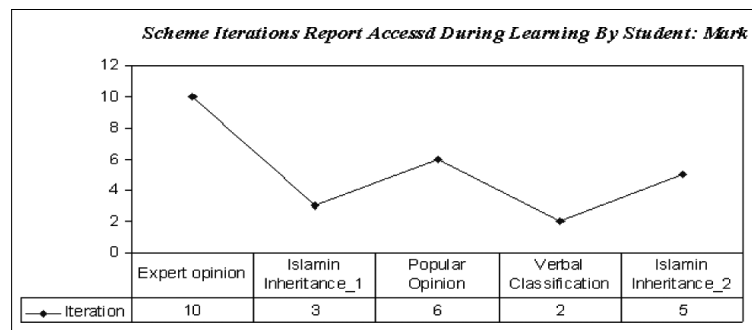 Scheme Iterations Report Accessd During Learning By Student: Mark
12
10
8
6
4
2
0
Expert opinion
Islamin
Inheritance_1
Popular
Opinion
Verbal
Classification
Islamin
Inheritance_2
Iteration 10 3 6 2 5